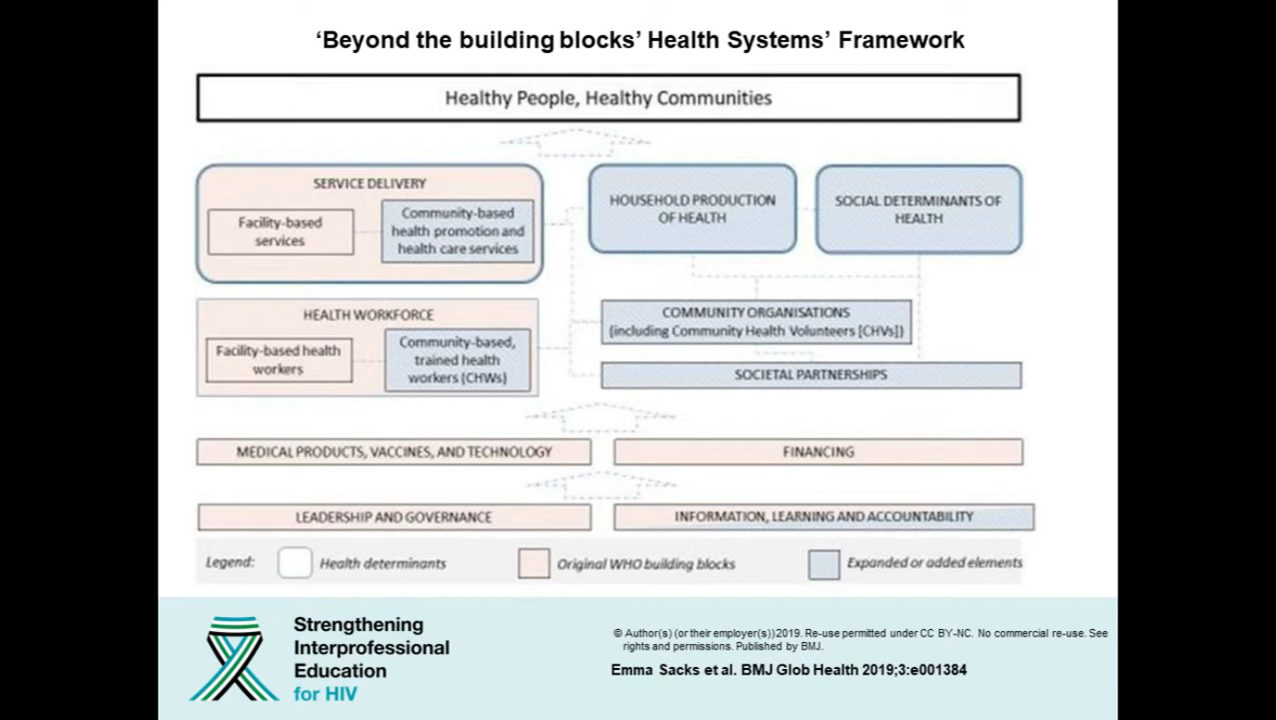 ‘Beyond the building blocks’ Health Systems’ Framework
Healthy People, Healthy Communities
SERVICE DELIVERY
Facility-based
services
Community-based
health promotion and
health care services
HOUSEHOLD PRODUCTION
OF HEALTH
SOCIAL DETERMINANTS OF
HEALTH
HEALTH WORKFORCE
Facility-based health
workers
Community-based,
trained health
workers (CHWs)
COMMUNITY ORGANISATIONS
(including Community Health Volunteers [CHVs])
SOCIETAL PARTNERSHIPS
MEDICAL PRODUCTS, VACCINES, AND TECHNOLOGY
FINANCING
LEADERSHIP AND GOVERNANCE
INFORMATION, LEARNING AND ACCOUNTABILITY
Legend:
Health determinants
Original WHO building blocks
Expanded or added elements
Strengthening
Interprofessional
Education
for HIV
© Author(s) (or their employer(s))2019. Re-use permitted under CC BY-NC. No commercial re-use. See
rights and permissions. Published by BMJ.
Emma Sacks et al. BMJ Glob Health 2019;3:e001384